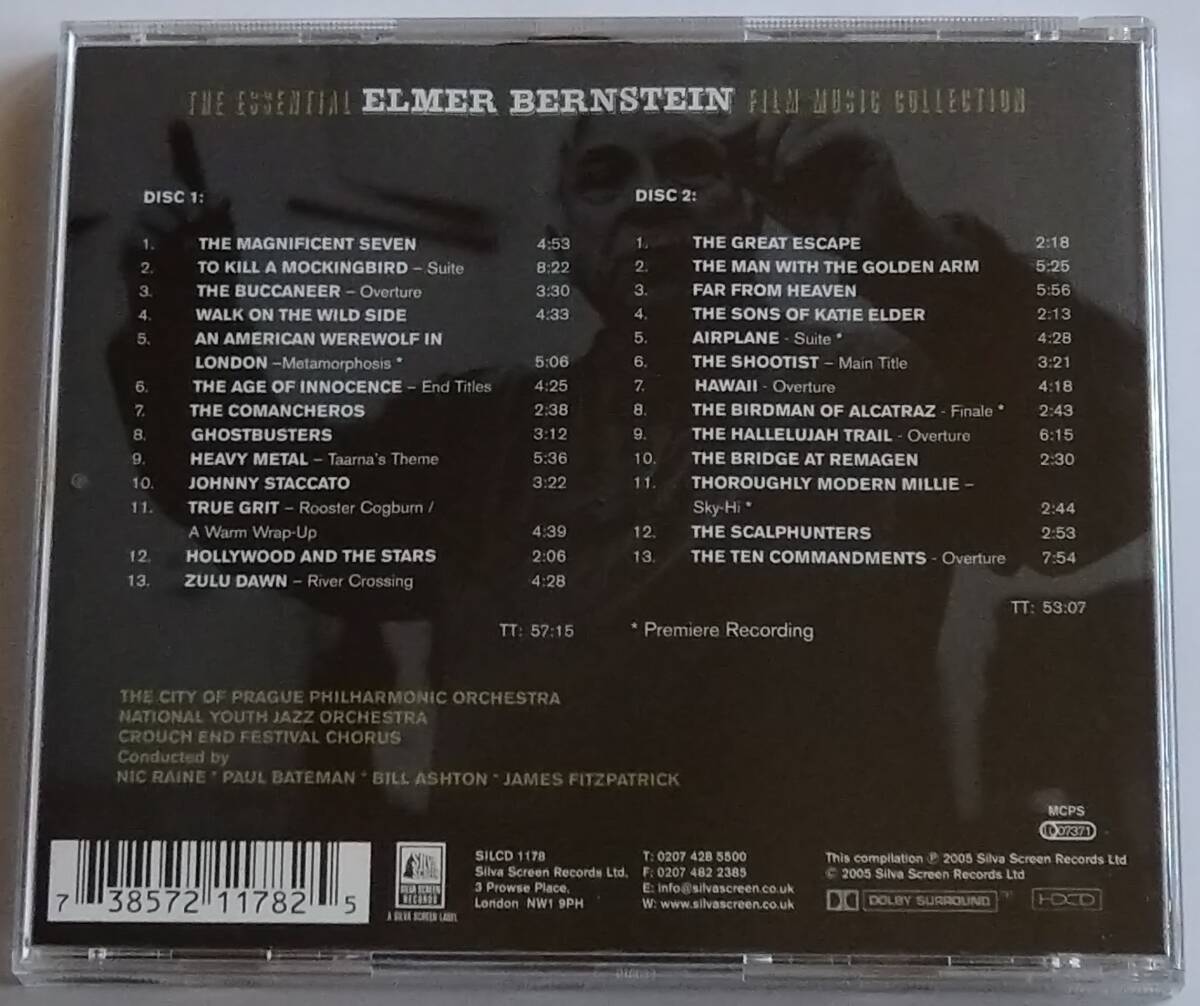 THE ESSENTIAL ELMER BERNSTEIN FILM MUSIC COLLECTION
DISC 1:
1. THE MAGNIFICENT SEVEN 4:53
2. TO KILL A MOCKINGBIRD – Suite 8:22
3. THE BUCCANEER – Overture 3:30
4. WALK ON THE WILD SIDE 4:33
5. AN AMERICAN WEREWOLF IN
LONDON –Metamorphosis * 5:06
6. THE AGE OF INNOCENCE – End Titles 4:25
7. THE COMANCHEROS 2:38
8. GHOSTBUSTERS 3:12
9. HEAVY METAL – Taarna's Theme 5:36
10. JOHNNY STACCATO 3:22
11. TRUE GRIT – Rooster Cogburn /
A Warm Wrap-Up 4:39
12. HOLLYWOOD AND THE STARS 2:06
13. ZULU DAWN – River Crossing 4:28
TT: 57:15
DISC 2:
1. THE GREAT ESCAPE 2:18
2. THE MAN WITH THE GOLDEN ARM 5:25
3. FAR FROM HEAVEN 5:56
4. THE SONS OF KATIE ELDER 2:13
5. AIRPLANE - Suite * 4:28
6. THE SHOOTIST – Main Title 3:21
7. HAWAII - Overture 4:18
8. THE BIRDMAN OF ALCATRAZ - Finale * 2:43
9. THE HALLELUJAH TRAIL - Overture 6:15
10. THE BRIDGE AT REMAGEN 2:30
11. THOROUGHLY MODERN MILLIE –
Sky-Hi * 2:44
12. THE SCALPHUNTERS 2:53
13. THE TEN COMMANDMENTS - Overture 7:54
TT: 53:07
* Premiere Recording
THE CITY OF PRAGUE PHILHARMONIC ORCHESTRA
NATIONAL YOUTH JAZZ ORCHESTRA
CROUCH END FESTIVAL CHORUS
Conducted by
NIC RAINE * PAUL BATEMAN * BILL ASHTON * JAMES FITZPATRICK
7 38572 11782 5
SILVA SCREEN
RECORDS
A SILVA SCREEN LABEL
SILCD 1178
Silva Screen Records Ltd.
3 Prowse Place,
London NW1 9PH
T: 0207 428 5500
F: 0207 482 2385
E: info@silvascreen.co.uk
W: www.silvascreen.co.uk
MCPS
07371
This compilation ℗ 2005 Silva Screen Records Ltd
© 2005 Silva Screen Records Ltd
DOLBY SURROUND
HDCD